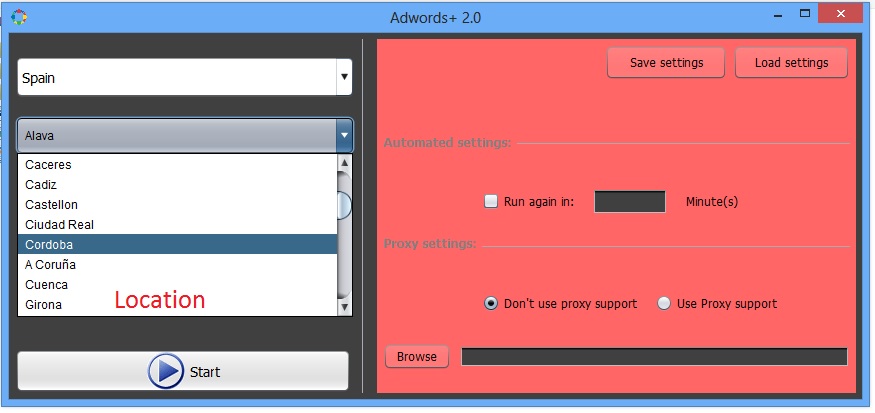 Adwords+ 2.0
Spain
Alava
Caceres
Cadiz
Castellon
Ciudad Real
Cordoba
A Coruña
Cuenca
Girona
Location
Start
Save settings
Load settings
Automated settings:
Run again in:
Minute(s)
Proxy settings:
Don't use proxy support
Use Proxy support
Browse